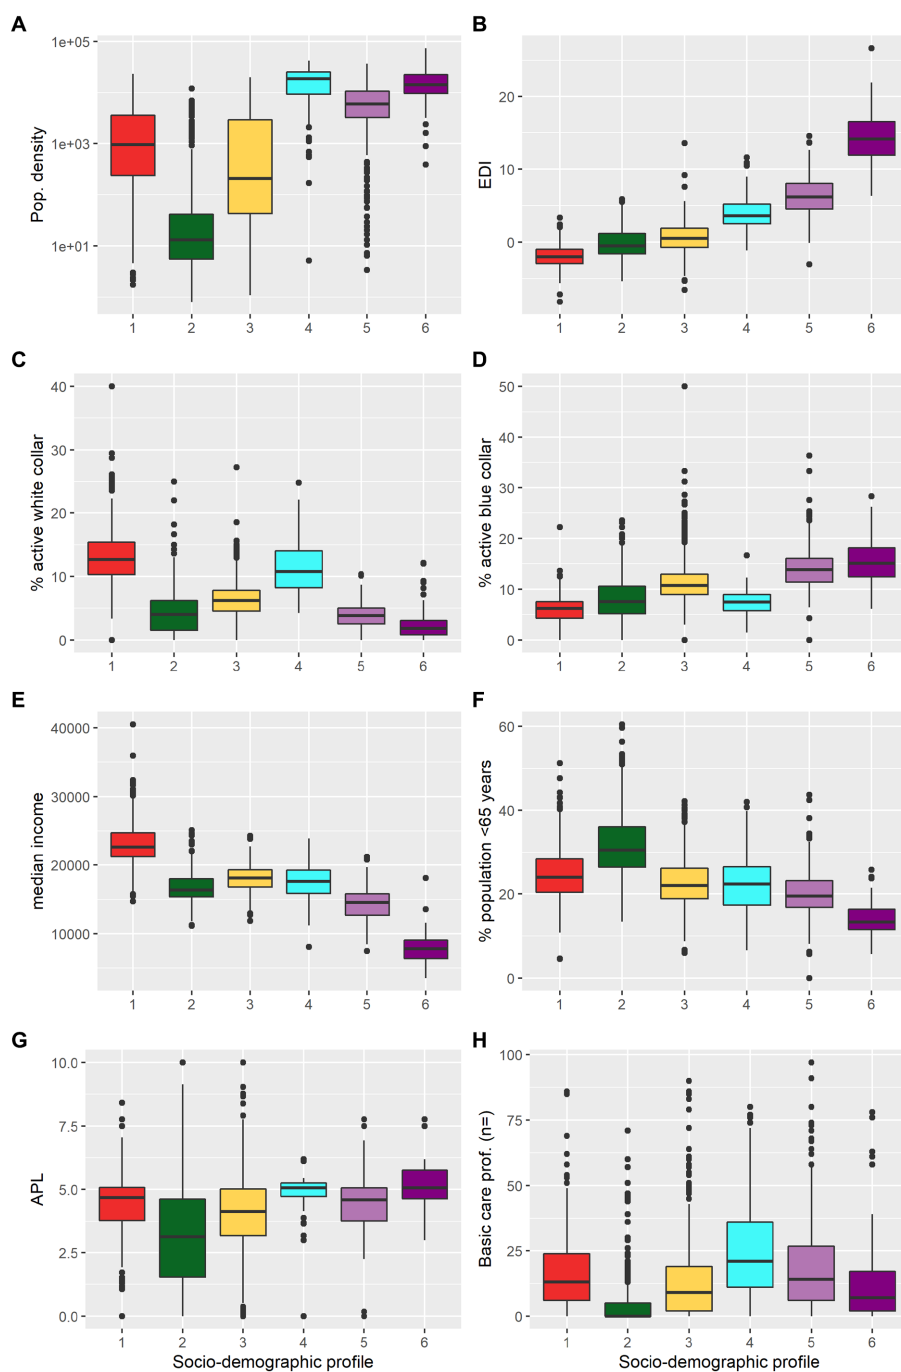 A
B
Pop. density
1e+05
1e+03
1e+01
1 2 3 4 5 6
EDI
20
10
0
1 2 3 4 5 6
C
D
% active white collar
40
30
20
10
0
1 2 3 4 5 6
% active blue collar
50
40
30
20
10
0
1 2 3 4 5 6
E
F
median income
40000
30000
20000
10000
1 2 3 4 5 6
% population <65 years
60
40
20
0
1 2 3 4 5 6
G
H
APL
10.0
7.5
5.0
2.5
0.0
1 2 3 4 5 6
Socio-demographic profile
Basic care prof. (n=)
100
75
50
25
0
1 2 3 4 5 6
Socio-demographic profile